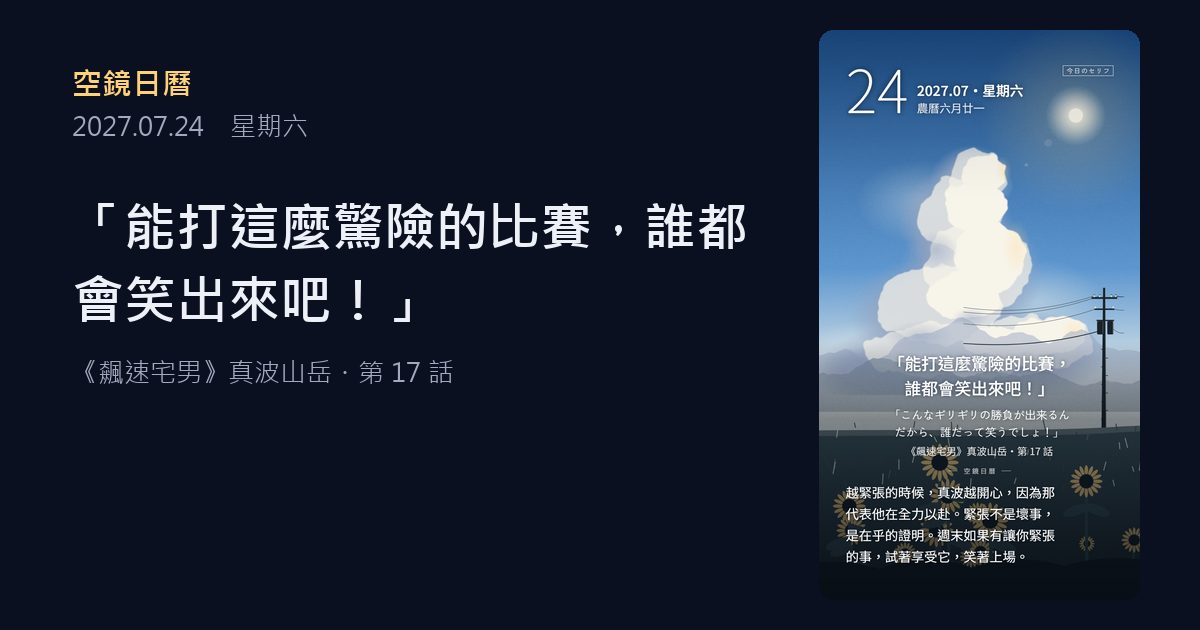 空鏡日曆
2027.07.24 星期六
「能打這麼驚險的比賽，誰都
會笑出來吧！」
《飆速宅男》真波山岳．第 17 話
24
2027.07・星期六
農曆六月廿一
今日のセリフ
「能打這麼驚險的比賽，
誰都會笑出來吧！」
「こんなギリギリの勝負が出来るん
だから、誰だって笑うでしょ！」
《飆速宅男》真波山岳・第 17 話
空鏡日曆
越緊張的時候，真波越開心，因為那
代表他在全力以赴。緊張不是壞事，
是在乎的證明。週末如果有讓你緊張
的事，試著享受它，笑著上場。